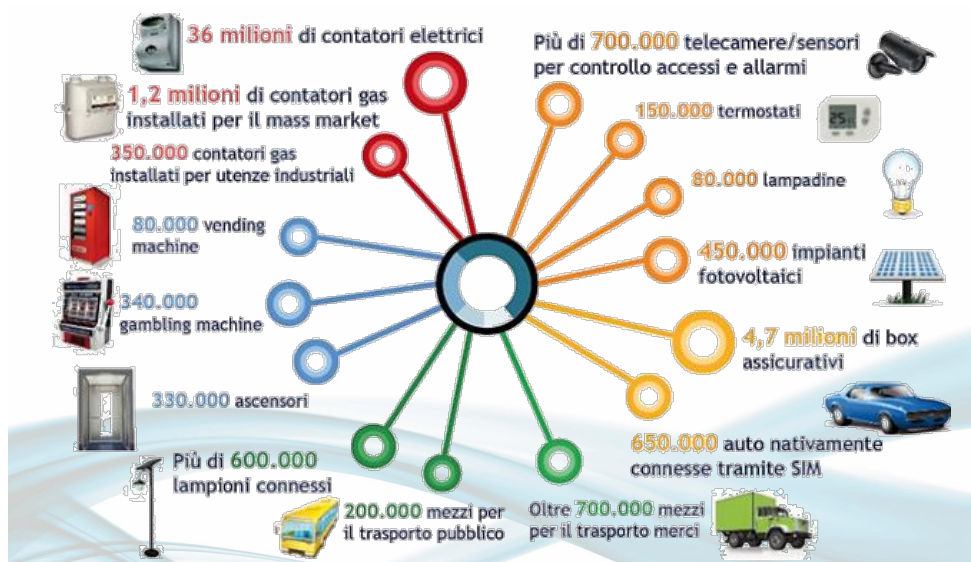 36 milioni di contatori elettrici
1,2 milioni di contatori gas
installati per il mass market
350.000 contatori gas
installati per utenze industriali
80.000 vending
machine
340.000
gambling machine
330.000 ascensori
Più di 600.000
lampioni connessi
200.000 mezzi per
il trasporto pubblico
Oltre 700.000 mezzi
per il trasporto merci
650.000 auto nativamente
connesse tramite SIM
4,7 milioni di box
assicurativi
450.000 impianti
fotovoltaici
80.000 lampadine
150.000 termostati
Più di 700.000 telecamere/sensori
per controllo accessi e allarmi